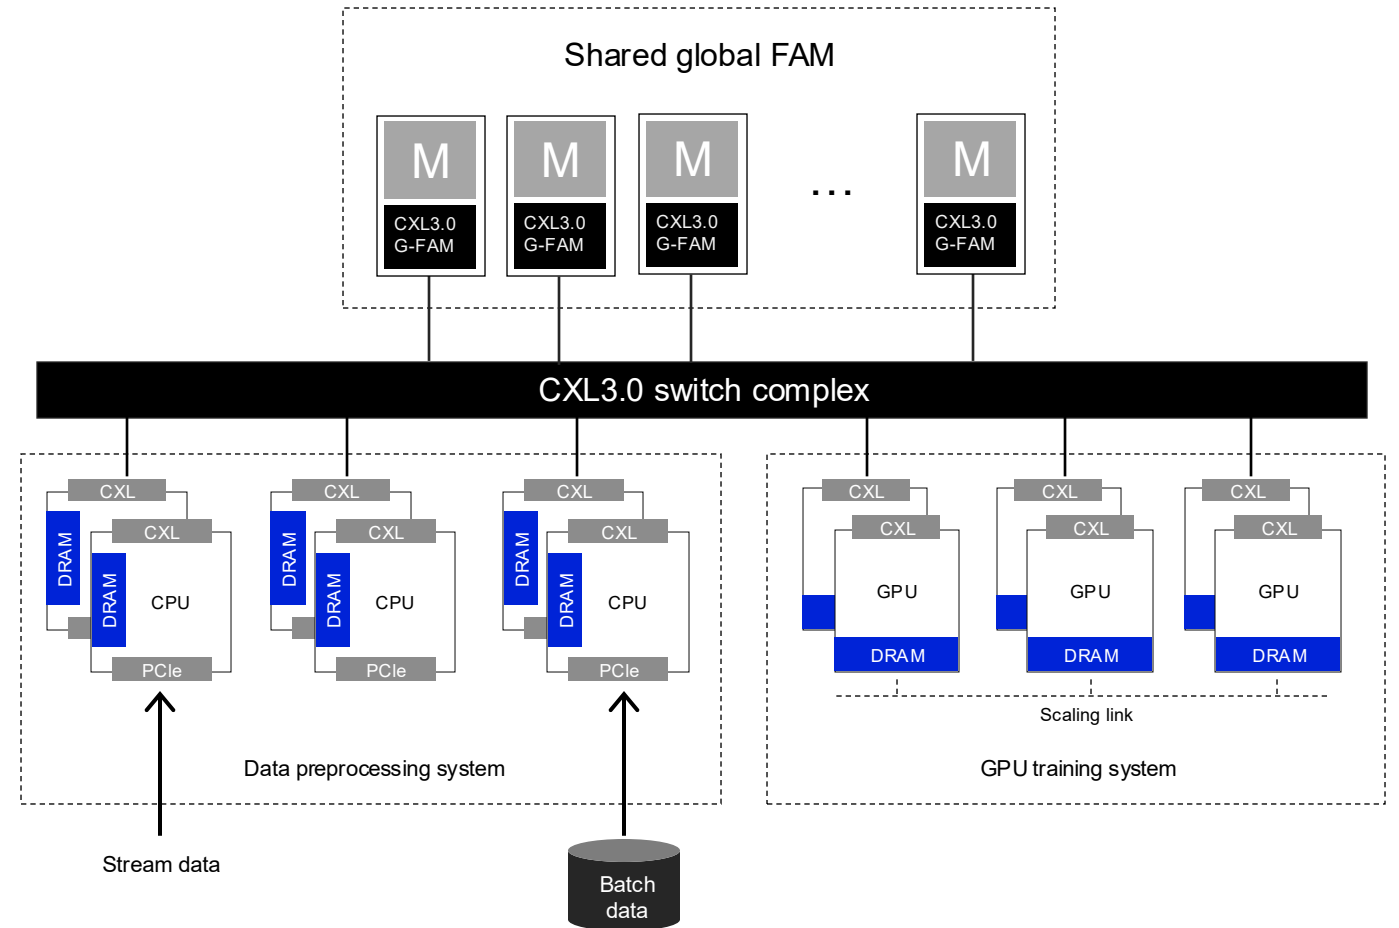 Shared global FAM
M
M
M
...
M
CXL3.0
G-FAM
CXL3.0
G-FAM
CXL3.0
G-FAM
CXL3.0
G-FAM
CXL3.0 switch complex
CXL
CXL
DRAM
DRAM
CPU
PCIe
CXL
CXL
DRAM
DRAM
CPU
PCIe
CXL
CXL
DRAM
DRAM
CPU
PCIe
Data preprocessing system
CXL
CXL
GPU
DRAM
CXL
CXL
GPU
DRAM
CXL
CXL
GPU
DRAM
Scaling link
GPU training system
Stream data
Batch
data